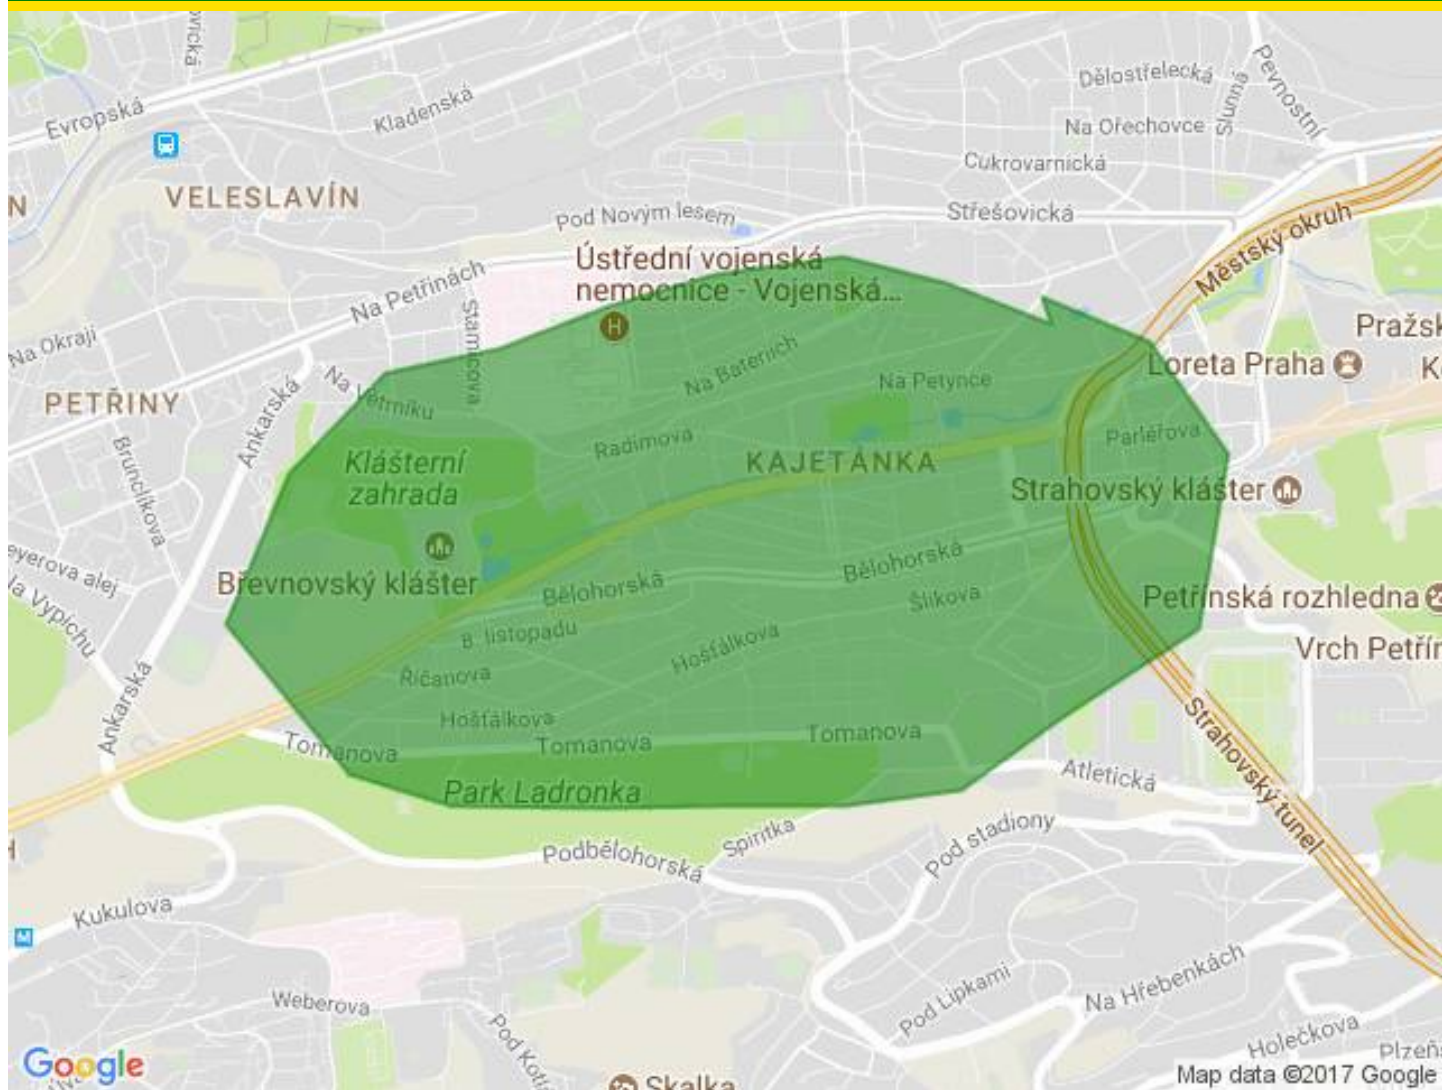 Evropská
Kladenská
VELESLAVÍN
N
Dělostřelecká
Slunná
Pevnostní
Na Ořechovce
Cukrovarnická
Střešovická
Pod Novým lesem
Městský okruh
Ústřední vojenská
nemocnice - Vojenská...
H
Na Petřinách
Na Okraji
Stamicova
Na Bateriích
Na Petynce
Loreta Praha
PETŘINY
Ankarská
Na Větrníku
Radimova
Brunclíkova
Klášterní
zahrada
KAJETÁNKA
Parléřova
Strahovský klášter
Břevnovský klášter
Bělohorská
Bělohorská
Šlikova
Petřínská rozhledna
8. listopadu
Hošťálkova
Říčanova
Ankarská
Hošťálkova
Tomanova
Tomanova
Tomanova
Park Ladronka
Atletická
Strahovský tunel
Spiritka
Pod stadiony
Podbělohorská
Kukulova
Weberova
Pod Lipkami
Na Hřebenkách
Holečkova
Skalka
Google
Map data ©2017 Google